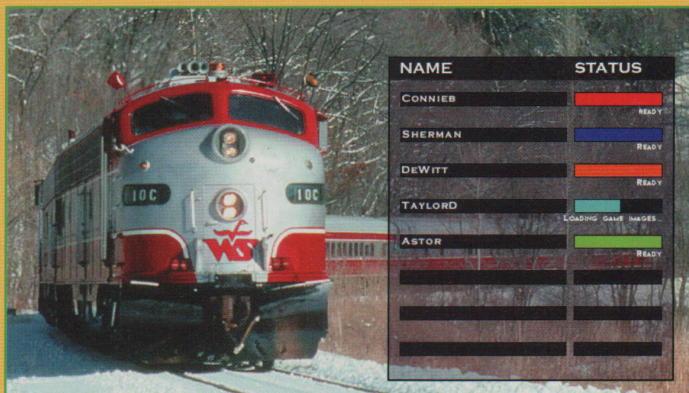 NAME STATUS
CONNIEB
READY
SHERMAN
READY
DEWITT
READY
TAYLORD
LOADING GAME IMAGES...
ASTOR
READY
10C 10C
WS